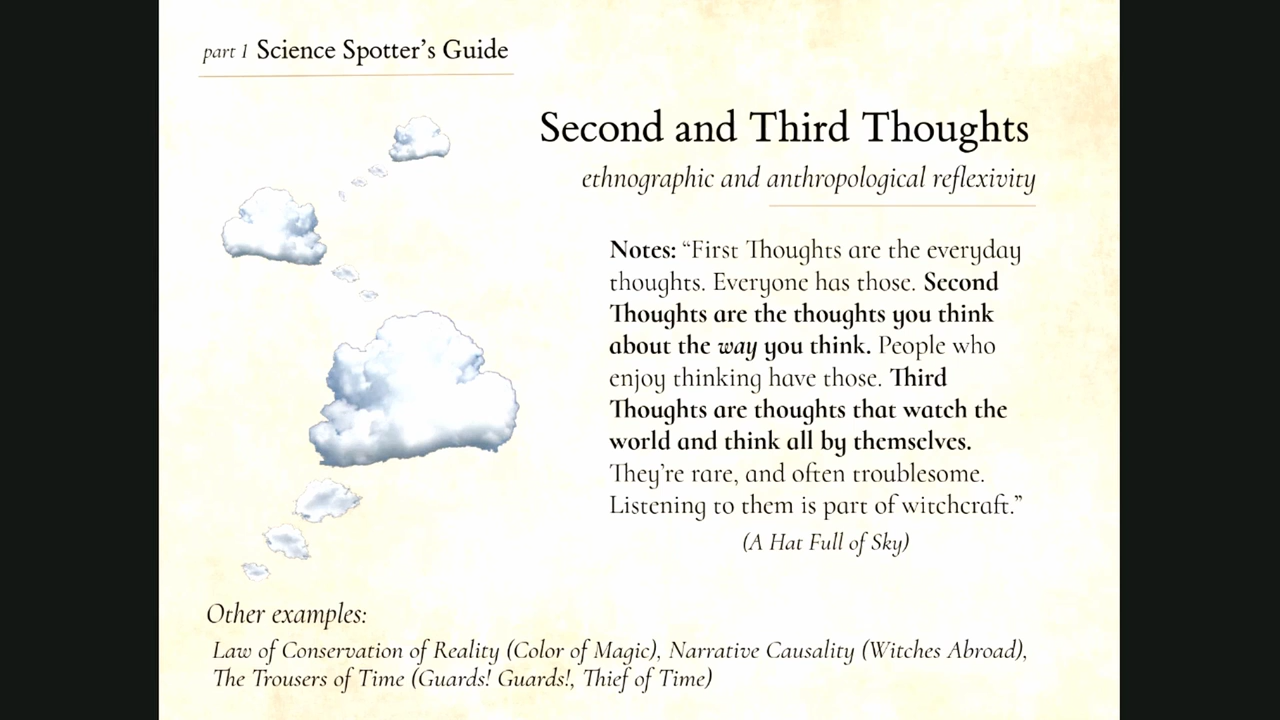 part 1 Science Spotter’s Guide
Second and Third Thoughts
ethnographic and anthropological reflexivity
Notes: “First Thoughts are the everyday
thoughts. Everyone has those. Second
Thoughts are the thoughts you think
about the way you think. People who
enjoy thinking have those. Third
Thoughts are thoughts that watch the
world and think all by themselves.
They’re rare, and often troublesome.
Listening to them is part of witchcraft.”
(A Hat Full of Sky)
Other examples:
Law of Conservation of Reality (Color of Magic), Narrative Causality (Witches Abroad),
The Trousers of Time (Guards! Guards!, Thief of Time)